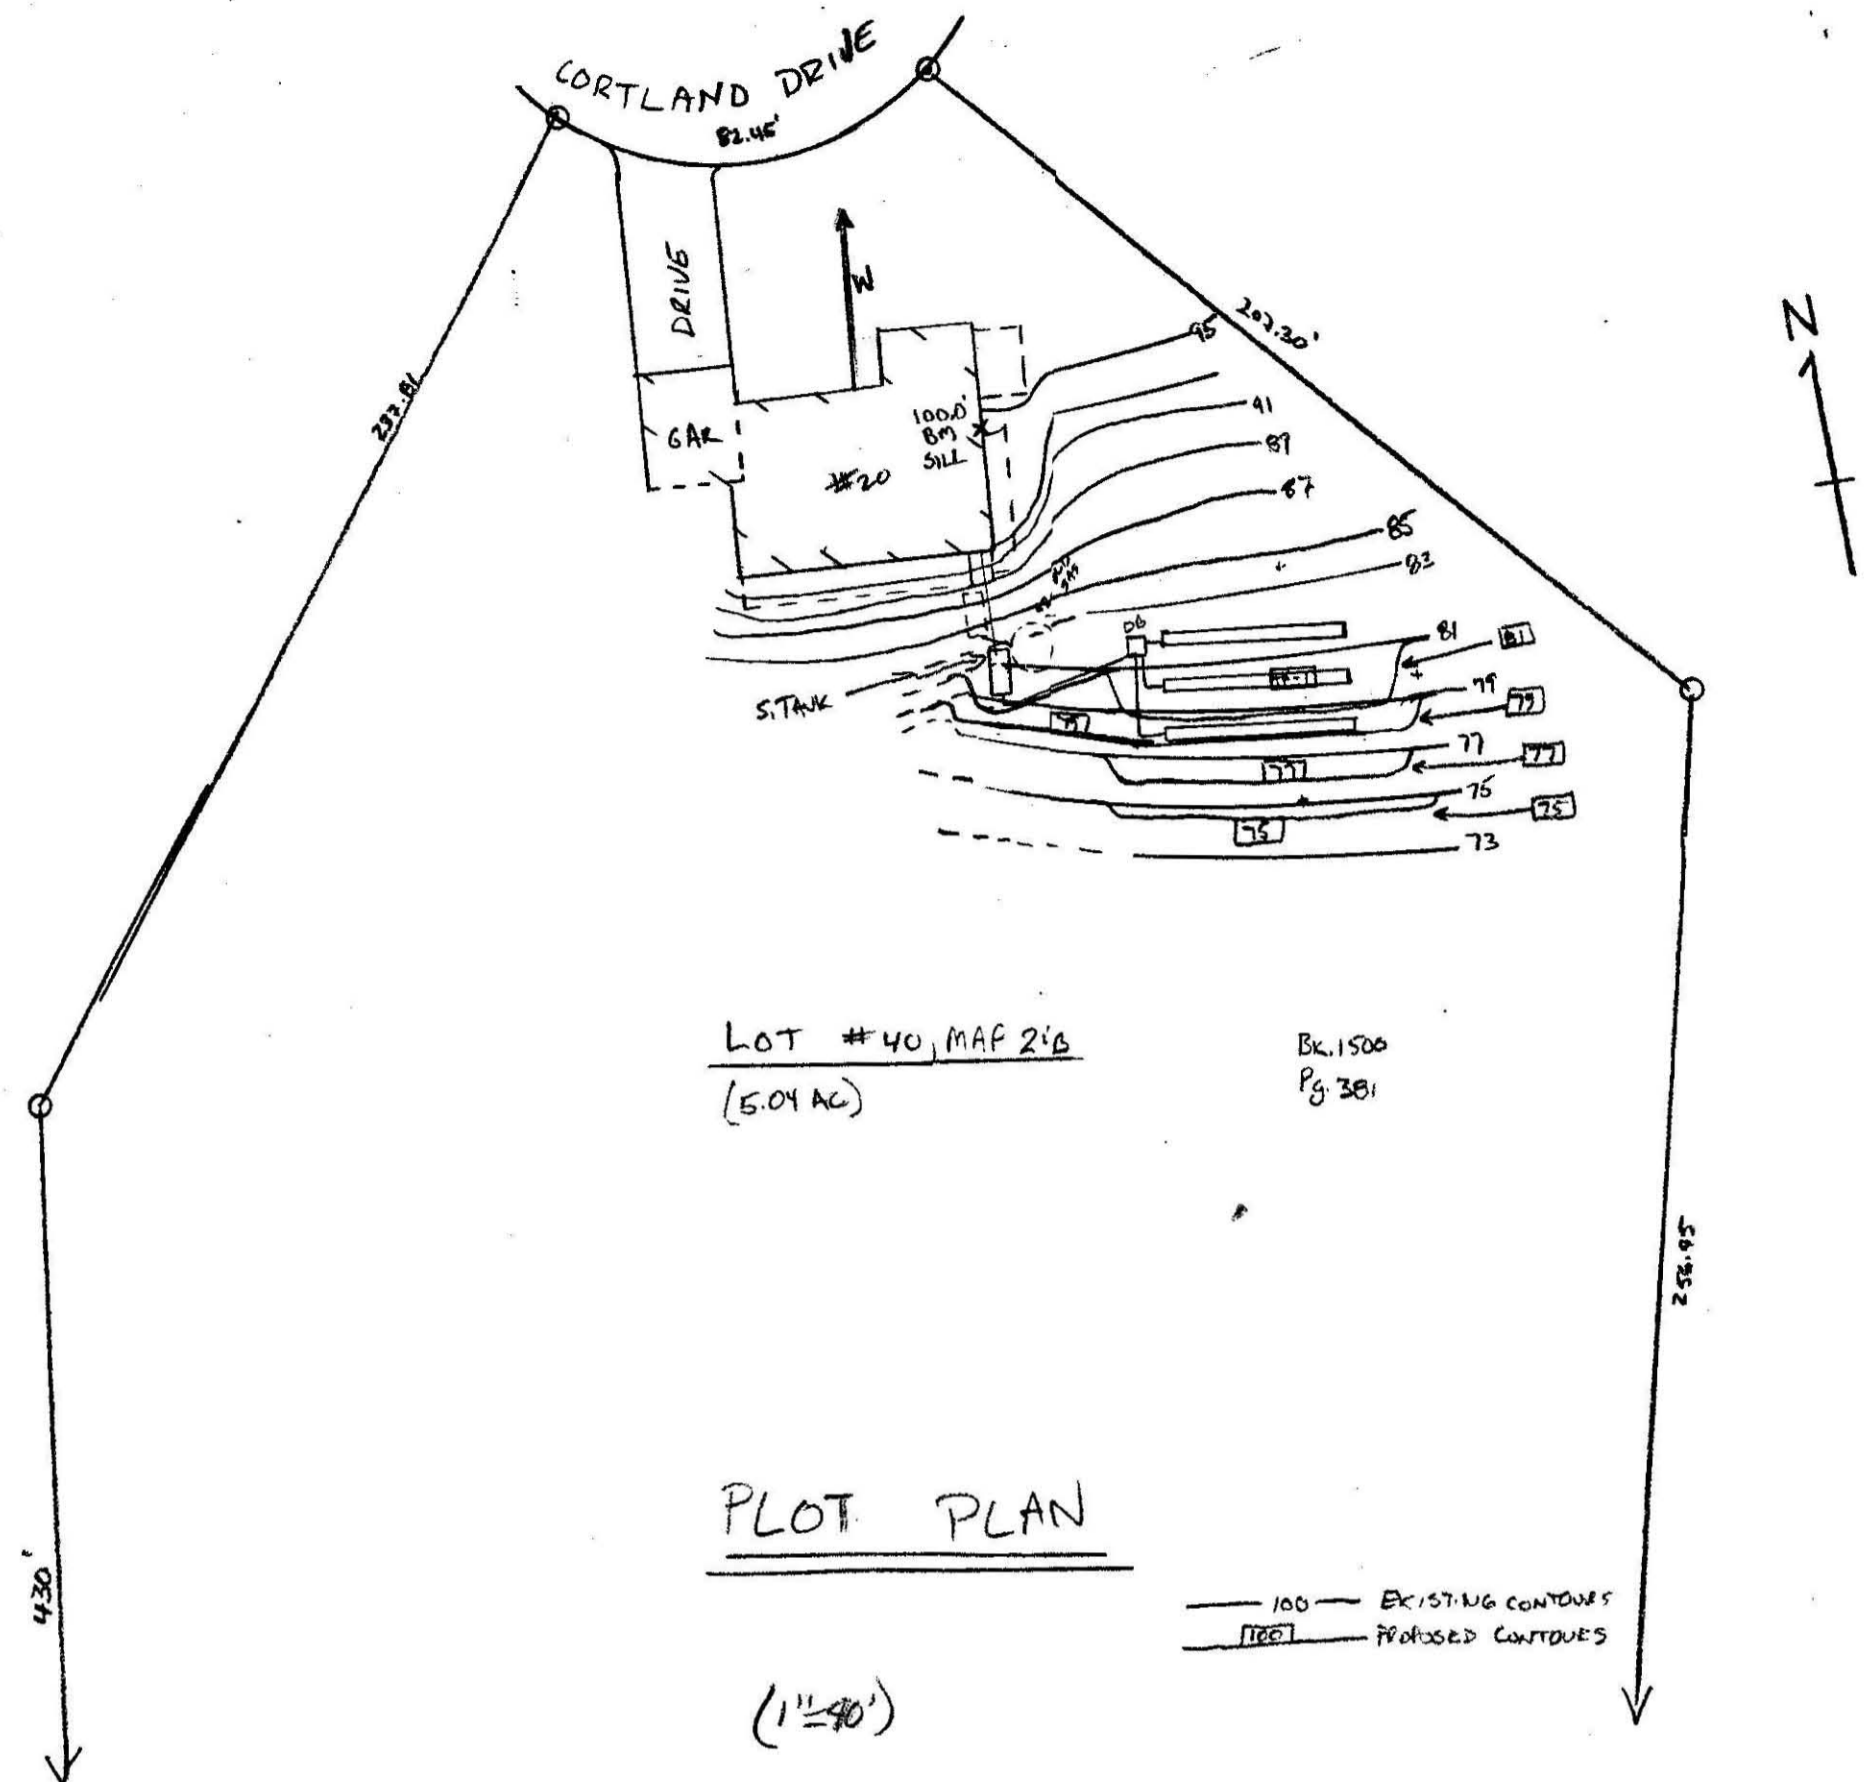 CORTLAND DRIVE
82.45'
N
W
DRIVE
207.30'
95
237.81
100.0'
BM
SILL
91
GAR
89
#20
87
85
83
DB
81
81
S.TANK
79
79
79
77
77
77
75
75
75
73
LOT #40, MAP 21B
(5.04 AC)
BK. 1500
Pg. 381
256.95
PLOT PLAN
430'
100 EXISTING CONTOURS
100 PROPOSED CONTOURS
(1"=40')